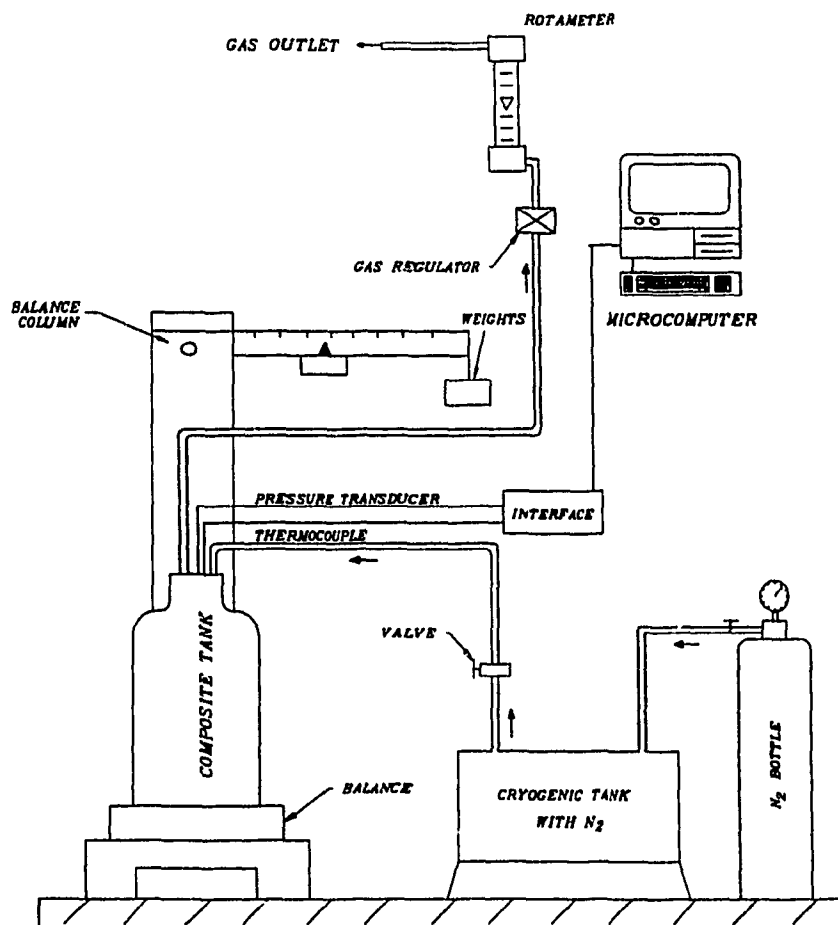 ROTAMETER
GAS OUTLET
GAS REGULATOR
MICROCOMPUTER
BALANCE
COLUMN
WEIGHTS
PRESSURE TRANSDUCER
INTERFACE
THERMOCOUPLE
VALVE
COMPOSITE TANK
BALANCE
CRYOGENIC TANK
WITH N₂
N₂ BOTTLE